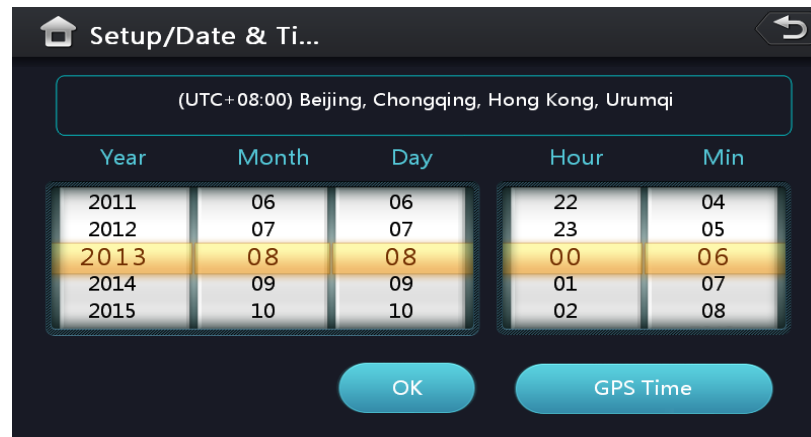 Setup/Date & Ti...
(UTC+08:00) Beijing, Chongqing, Hong Kong, Urumqi
Year Month Day Hour Min
2011 06 06 22 04
2012 07 07 23 05
2013 08 08 00 06
2014 09 09 01 07
2015 10 10 02 08
OK GPS Time